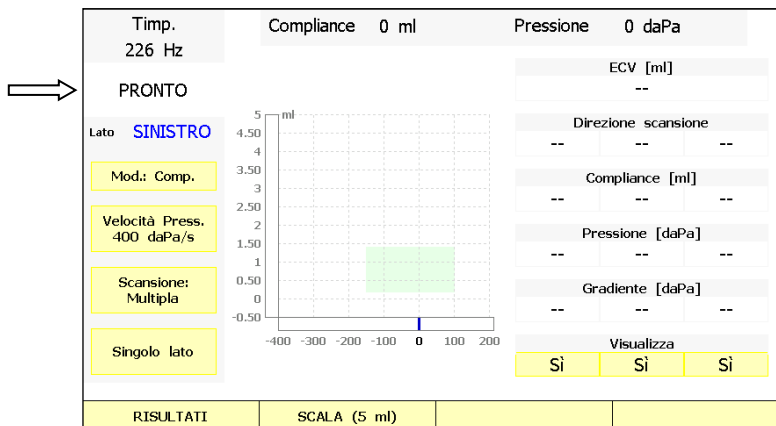 Timp.
226 Hz
Compliance 0 ml
Pressione 0 daPa
PRONTO
Lato SINISTRO
Mod.: Comp.
Velocità Press.
400 daPa/s
Scansione:
Multipla
Singolo lato
ml
5
4.50
4
3.50
3
2.50
2
1.50
1
0.50
0
-0.50
-400 -300 -200 -100 0 100 200
ECV [ml]
--
Direzione scansione
-- -- --
Compliance [ml]
-- -- --
Pressione [daPa]
-- -- --
Gradiente [daPa]
-- -- --
Visualizza
Sì Sì Sì
RISULTATI SCALA (5 ml)